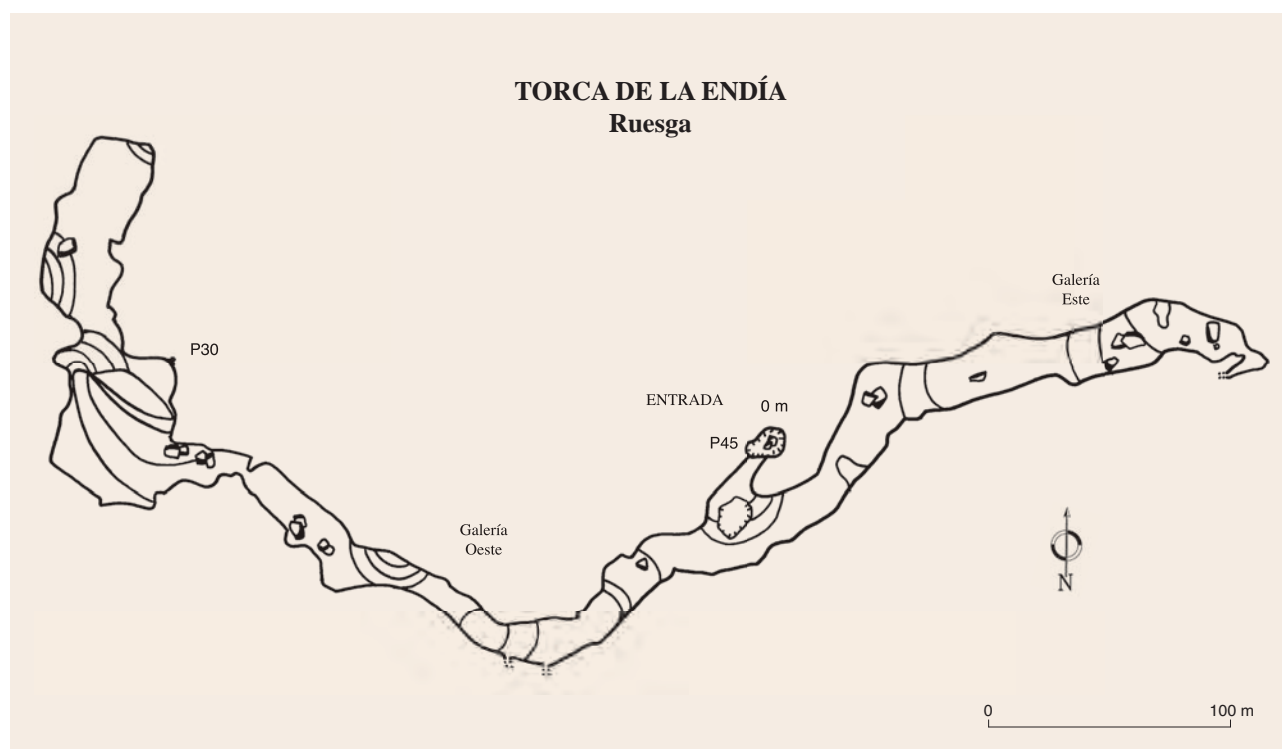 TORCA DE LA ENDÍA
Ruesga
Galería
Este
P30
ENTRADA
0 m
P45
Galería
Oeste
N
0
100 m